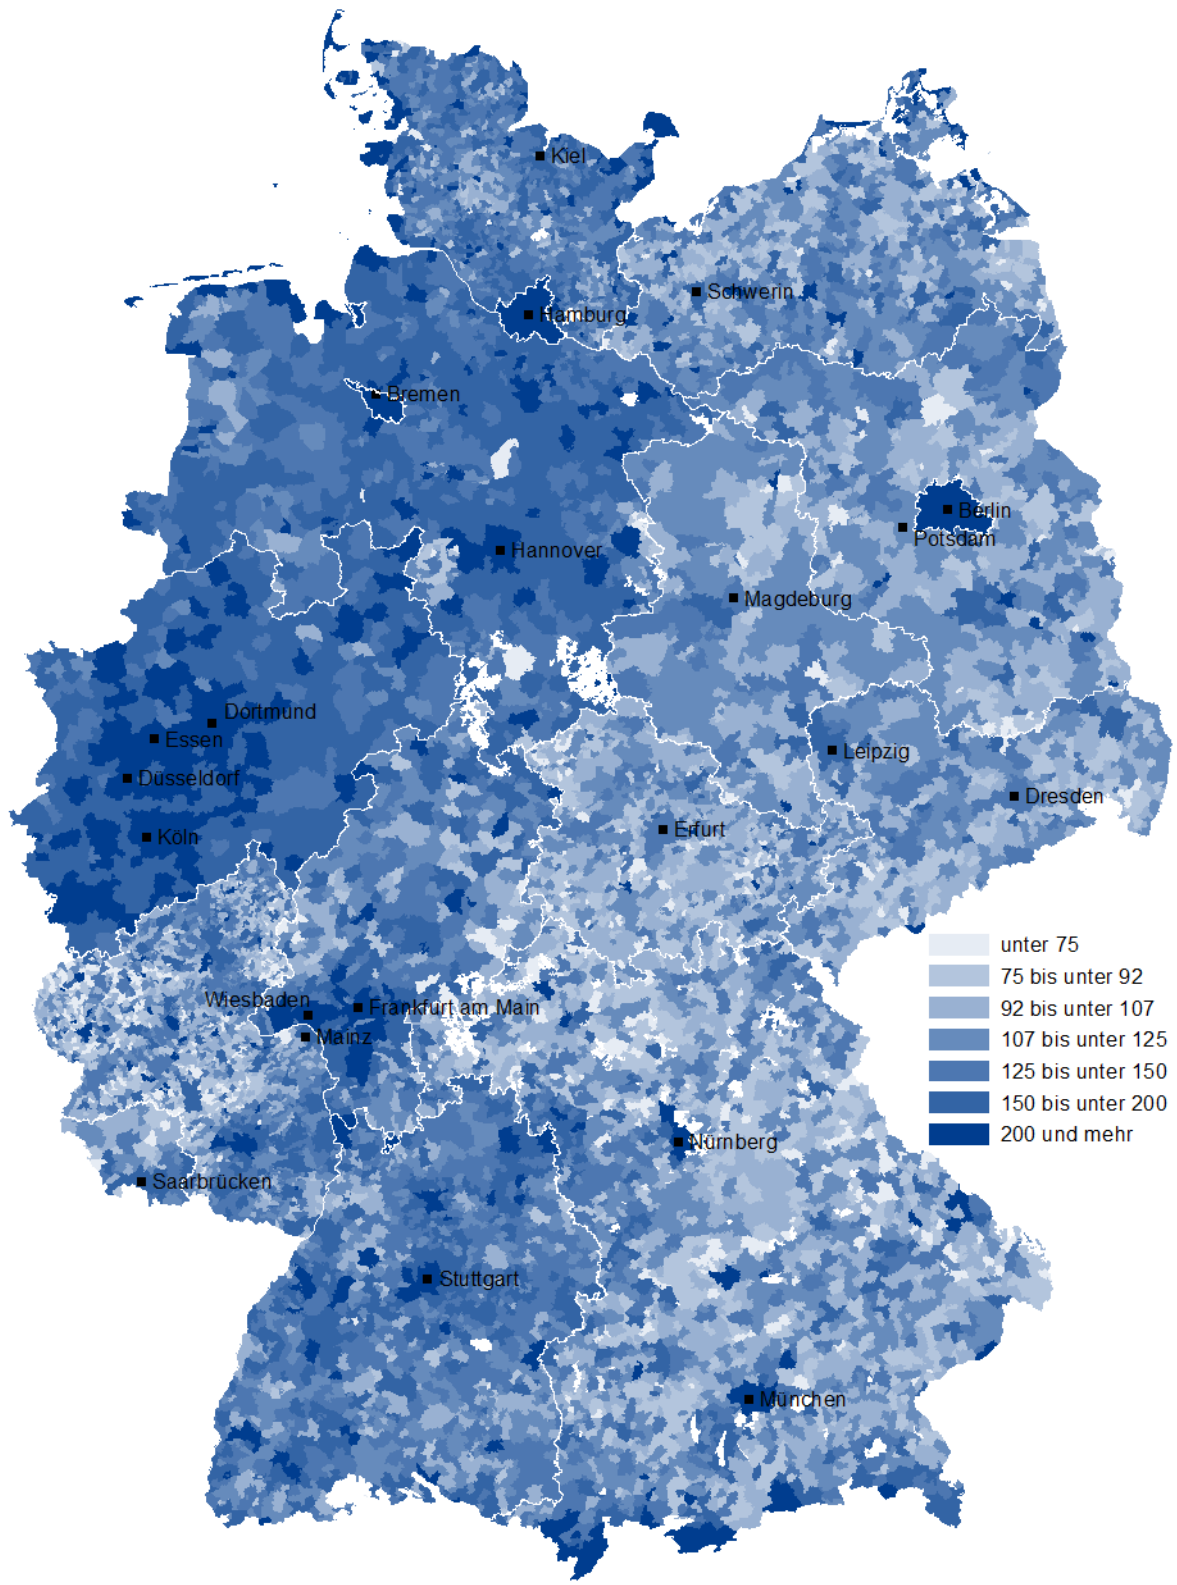 Kiel
Schwerin
Hamburg
Bremen
Berlin
Potsdam
Hannover
Magdeburg
Dortmund
Essen
Leipzig
Düsseldorf
Dresden
Erfurt
Köln
unter 75
75 bis unter 92
Wiesbaden
Frankfurt am Main
92 bis unter 107
Mainz
107 bis unter 125
125 bis unter 150
150 bis unter 200
200 und mehr
Nürnberg
Saarbrücken
Stuttgart
München